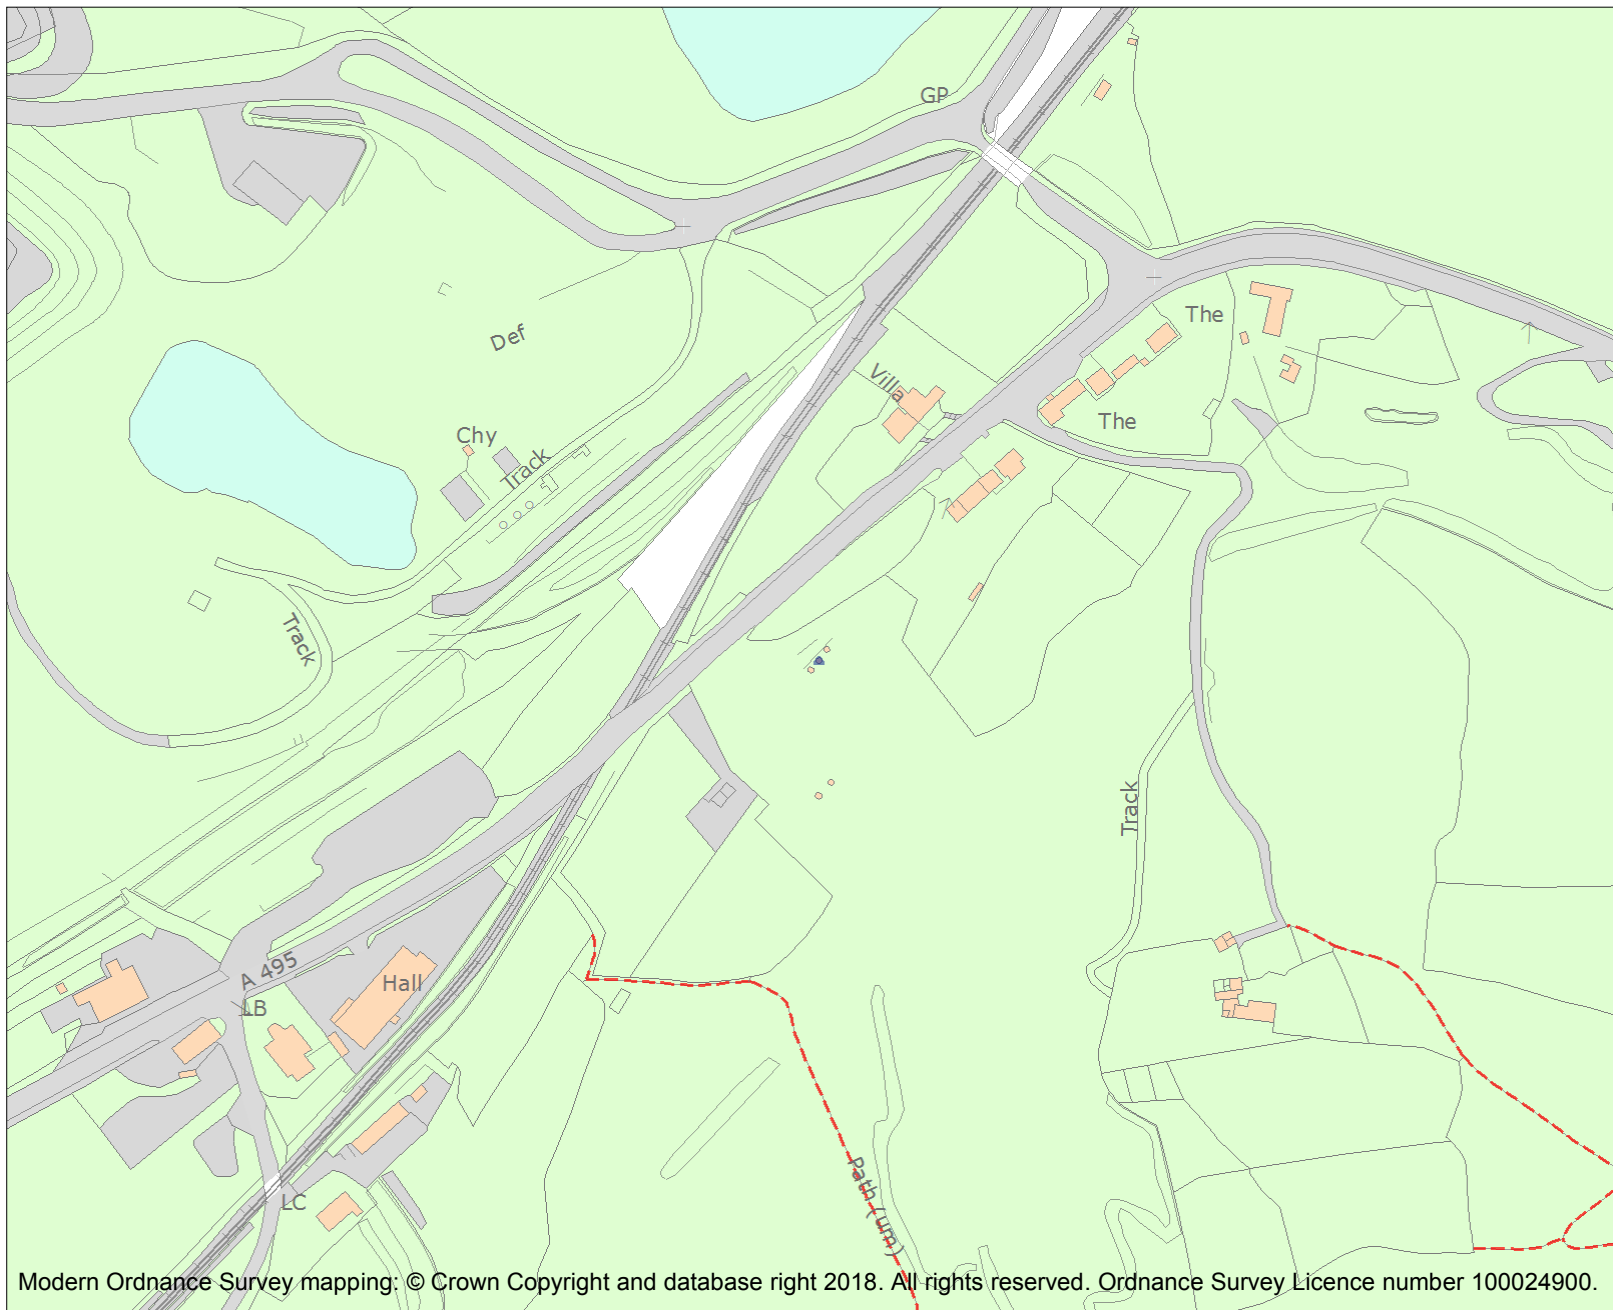 GP
The
Def
Villa
The
Chy
Track
Track
Track
A 495
Hall
LB
Path (um)
LC
Modern Ordnance Survey mapping: © Crown Copyright and database right 2018. All rights reserved. Ordnance Survey Licence number 100024900.